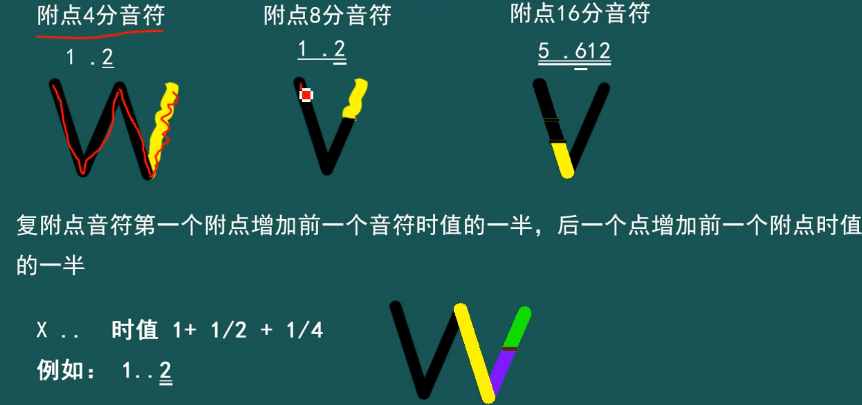 附点4分音符 附点8分音符 附点16分音符
1 .2 1 .2 5 .612
复附点音符第一个附点增加前一个音符时值的一半，后一个点增加前一个附点时值
的一半
X .. 时值 1+ 1/2 + 1/4
例如： 1..2